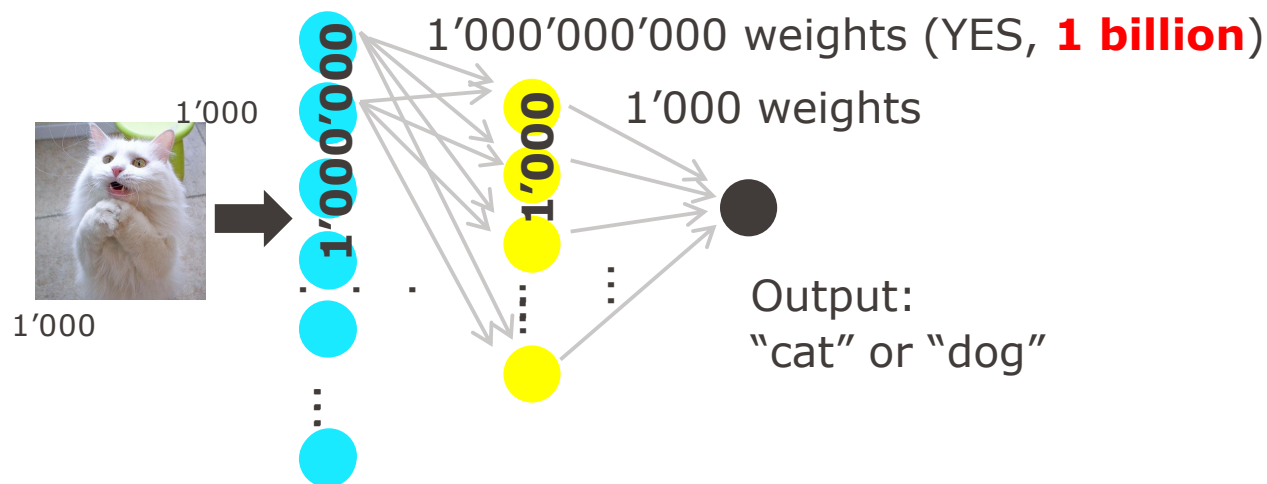 1’000’000’000 weights (YES, 1 billion)
1’000 weights
1’000
1’000
1’000’000
1’000
Output:
“cat” or “dog”